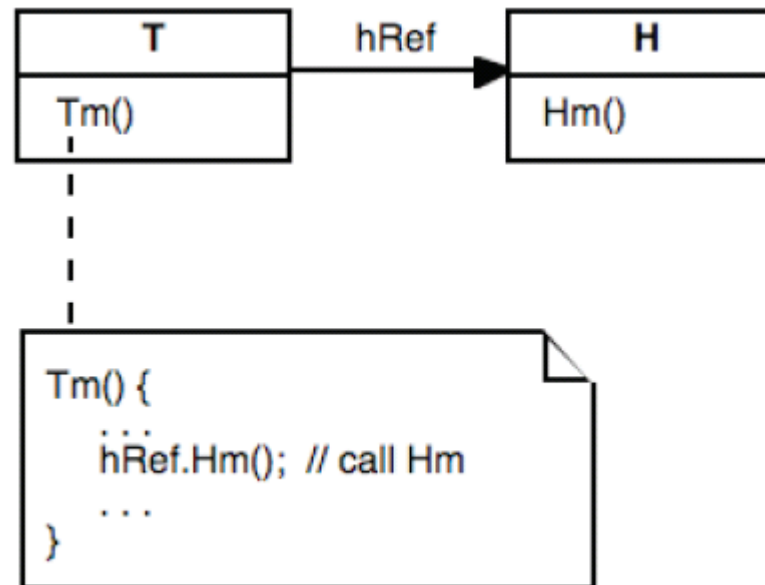 T
hRef
H
Tm()
Hm()
Tm() {
. . .
hRef.Hm();  // call Hm
. . .
}